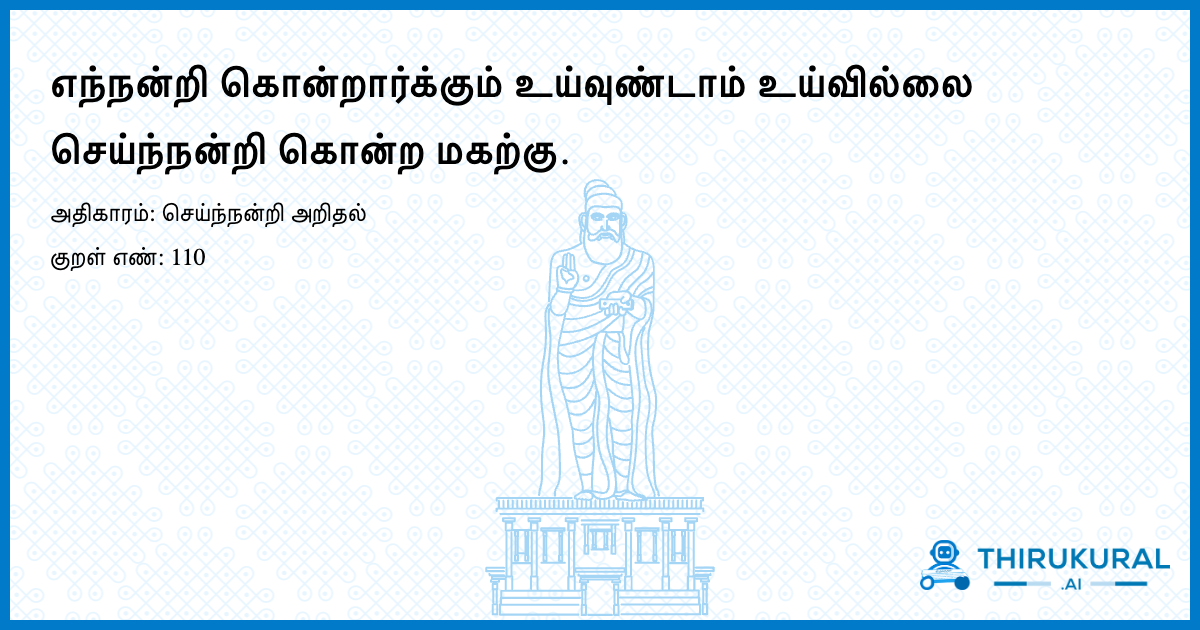 எந்நன்றி கொன்றார்க்கும் உய்வுண்டாம் உய்வில்லை
செய்ந்நன்றி கொன்ற மகற்கு.
அதிகாரம்: செய்ந்நன்றி அறிதல்
குறள் எண்: 110
THIRUKURAL
.AI